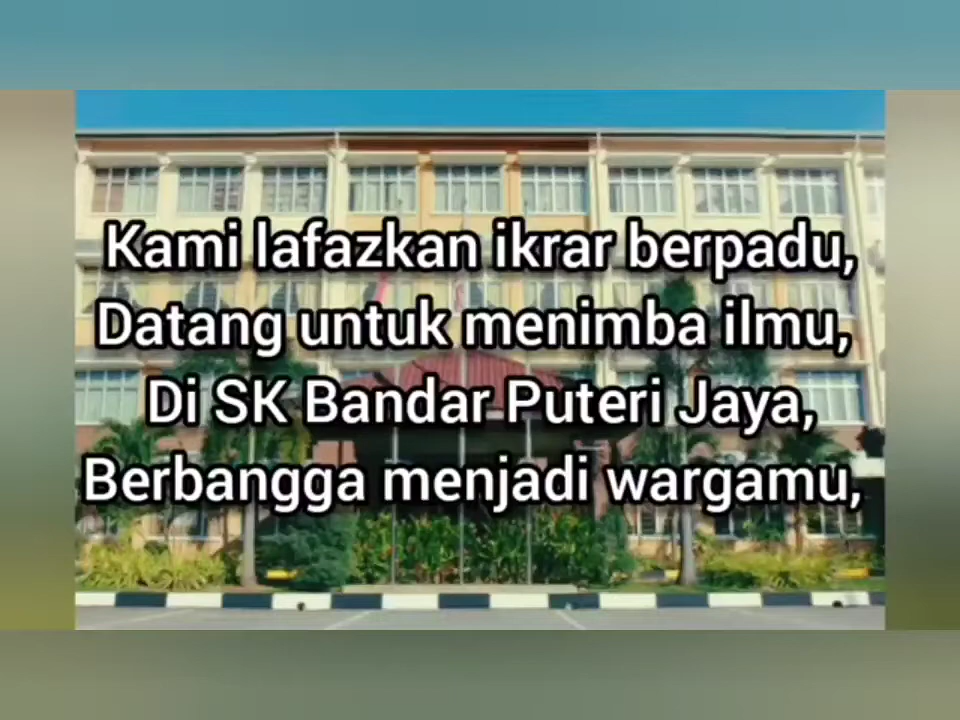 Kami lafazkan ikrar berpadu,
Datang untuk menimba ilmu,
Di SK Bandar Puteri Jaya,
Berbangga menjadi wargamu,